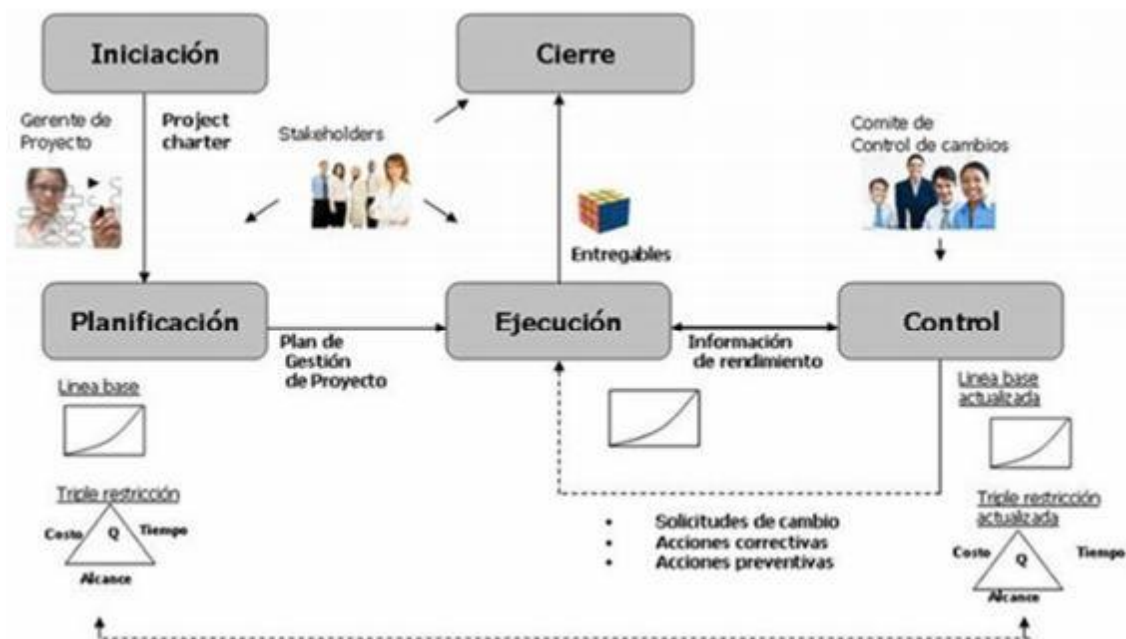 Iniciación
Cierre
Gerente de
Proyecto
Project
charter
Stakeholders
Comite de
Control de cambios
Entregables
Planificación
Ejecución
Control
Plan de
Gestión
de Proyecto
Información
de rendimiento
Linea base
Linea base
actualizada
Triple restricción
Costo
Q
Tiempo
Alcance
• Solicitudes de cambio
• Acciones correctivas
• Acciones preventivas
Triple restricción
actualizada
Costo
Q
Tiempo
Alcance